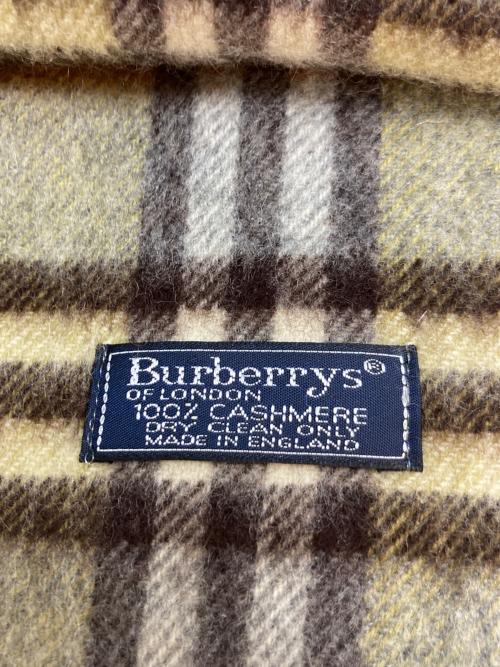 Burberrys®
OF LONDON
100% CASHMERE
DRY CLEAN ONLY
MADE IN ENGLAND